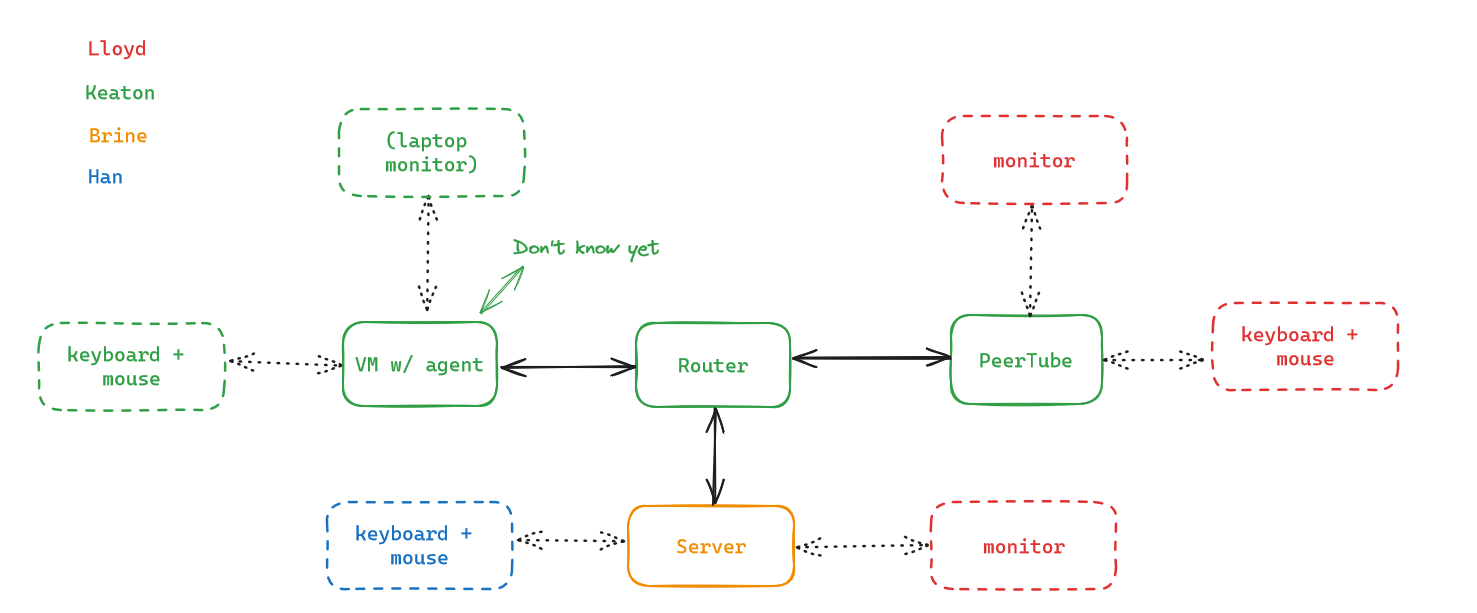 Lloyd
Keaton
Brine
Han
(laptop
monitor)
monitor
Don't know yet
keyboard +
mouse
VM w/ agent
Router
PeerTube
keyboard +
mouse
keyboard +
mouse
Server
monitor